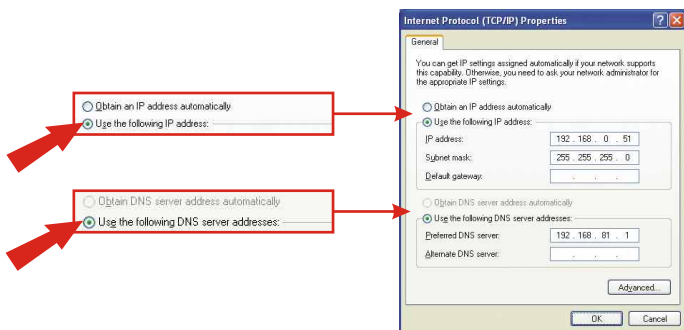 Obtain an IP address automatically
Use the following IP address:
Obtain DNS server address automatically
Use the following DNS server addresses:
Internet Protocol (TCP/IP) Properties
General
You can get IP settings assigned automatically if your network supports
this capability. Otherwise, you need to ask your network administrator for
the appropriate IP settings.
Obtain an IP address automatically
Use the following IP address:
IP address: 192 . 168 . 0 . 51
Subnet mask: 255 . 255 . 255 . 0
Default gateway: . . .
Obtain DNS server address automatically
Use the following DNS server addresses:
Preferred DNS server: 192 . 168 . 81 . 1
Alternate DNS server: . . .
Advanced...
OK Cancel